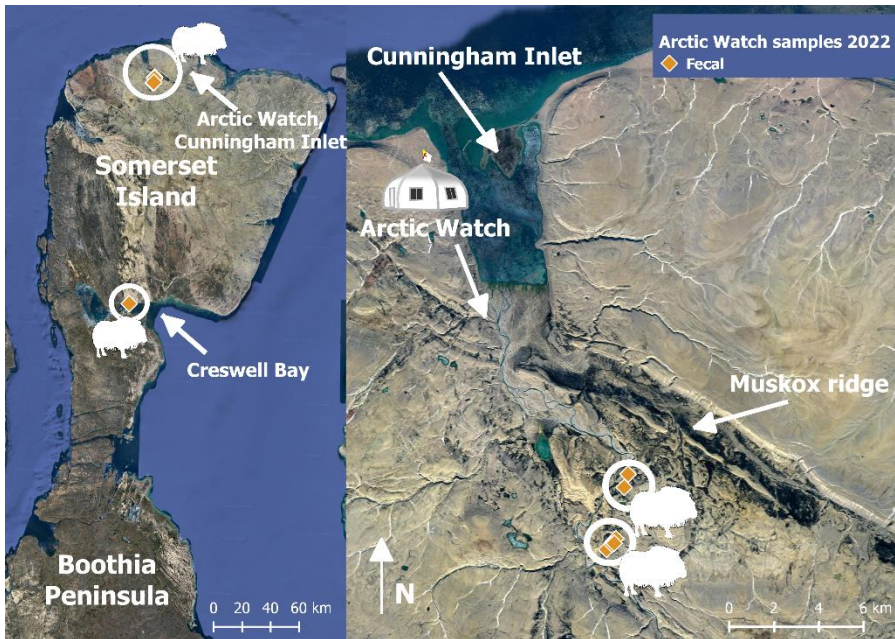 Arctic Watch,
Cunningham Inlet
Somerset
Island
Creswell Bay
Boothia
Peninsula
0 20 40 60 km
Arctic Watch samples 2022
Fecal
Cunningham Inlet
Arctic Watch
Muskox ridge
N
0 2 4 6 km